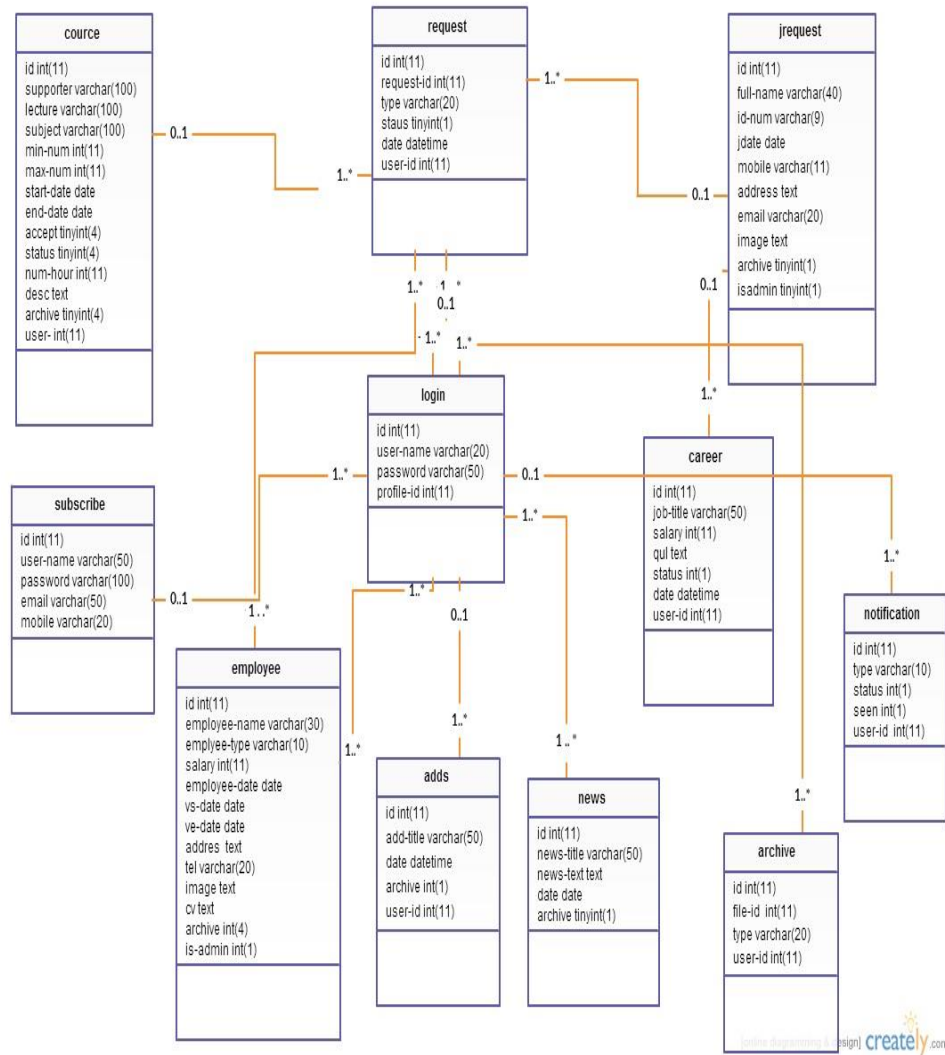 cource
id int(11)
supporter varchar(100)
lecture varchar(100)
subject varchar(100)
min-num int(11)
max-num int(11)
start-date date
end-date date
accept tinyint(4)
status tinyint(4)
num-hour int(11)
desc text
archive tinyint(4)
user- int(11)
request
id int(11)
request-id int(11)
type varchar(20)
staus tinyint(1)
date datetime
user-id int(11)
jrequest
id int(11)
full-name varchar(40)
id-num varchar(9)
jdate date
mobile varchar(11)
address text
email varchar(20)
image text
archive tinyint(1)
isadmin tinyint(1)
0..1
1..*
1..*
0..1
1..*
1..*
0..1
1..*
1..*
0..1
1..*
login
id int(11)
user-name varchar(20)
password varchar(50)
profile-id int(11)
career
id int(11)
job-title varchar(50)
salary int(11)
qul text
status int(1)
date datetime
user-id int(11)
subscribe
id int(11)
user-name varchar(50)
password varchar(100)
email varchar(50)
mobile varchar(20)
1..*
0..1
0..1
1..*
1..*
1..*
1..*
0..1
notification
id int(11)
type varchar(10)
status int(1)
seen int(1)
user-id int(11)
employee
id int(11)
employee-name varchar(30)
emplyee-type varchar(10)
salary int(11)
employee-date date
vs-date date
ve-date date
addres text
tel varchar(20)
image text
cv text
archive int(4)
is-admin int(1)
1..*
1..*
1..*
1..*
adds
id int(11)
add-title varchar(50)
date datetime
archive int(1)
user-id int(11)
news
id int(11)
news-title varchar(50)
news-text text
date date
archive tinyint(1)
archive
id int(11)
file-id int(11)
type varchar(20)
user-id int(11)
[online diagramming & design] creately.com